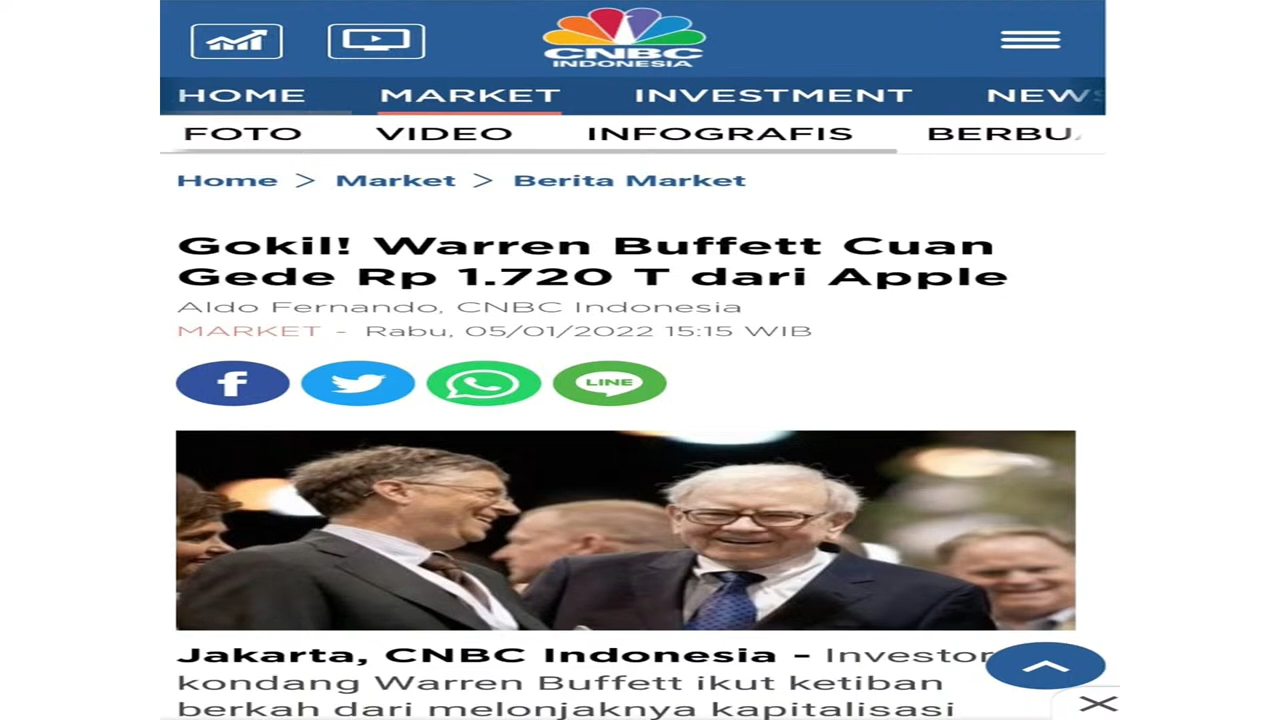 CNBC
INDONESIA
HOME MARKET INVESTMENT NEWS
FOTO VIDEO INFOGRAFIS
Home > Market > Berita Market
Gokil! Warren Buffett Cuan
Gede Rp 1.720 T dari Apple
Aldo Fernando, CNBC Indonesia
MARKET - Rabu, 05/01/2022 15:15 WIB
f
LINE
Jakarta, CNBC Indonesia - Investor
kondang Warren Buffett ikut ketiban
berkah dari melonjaknya kapitalisasi